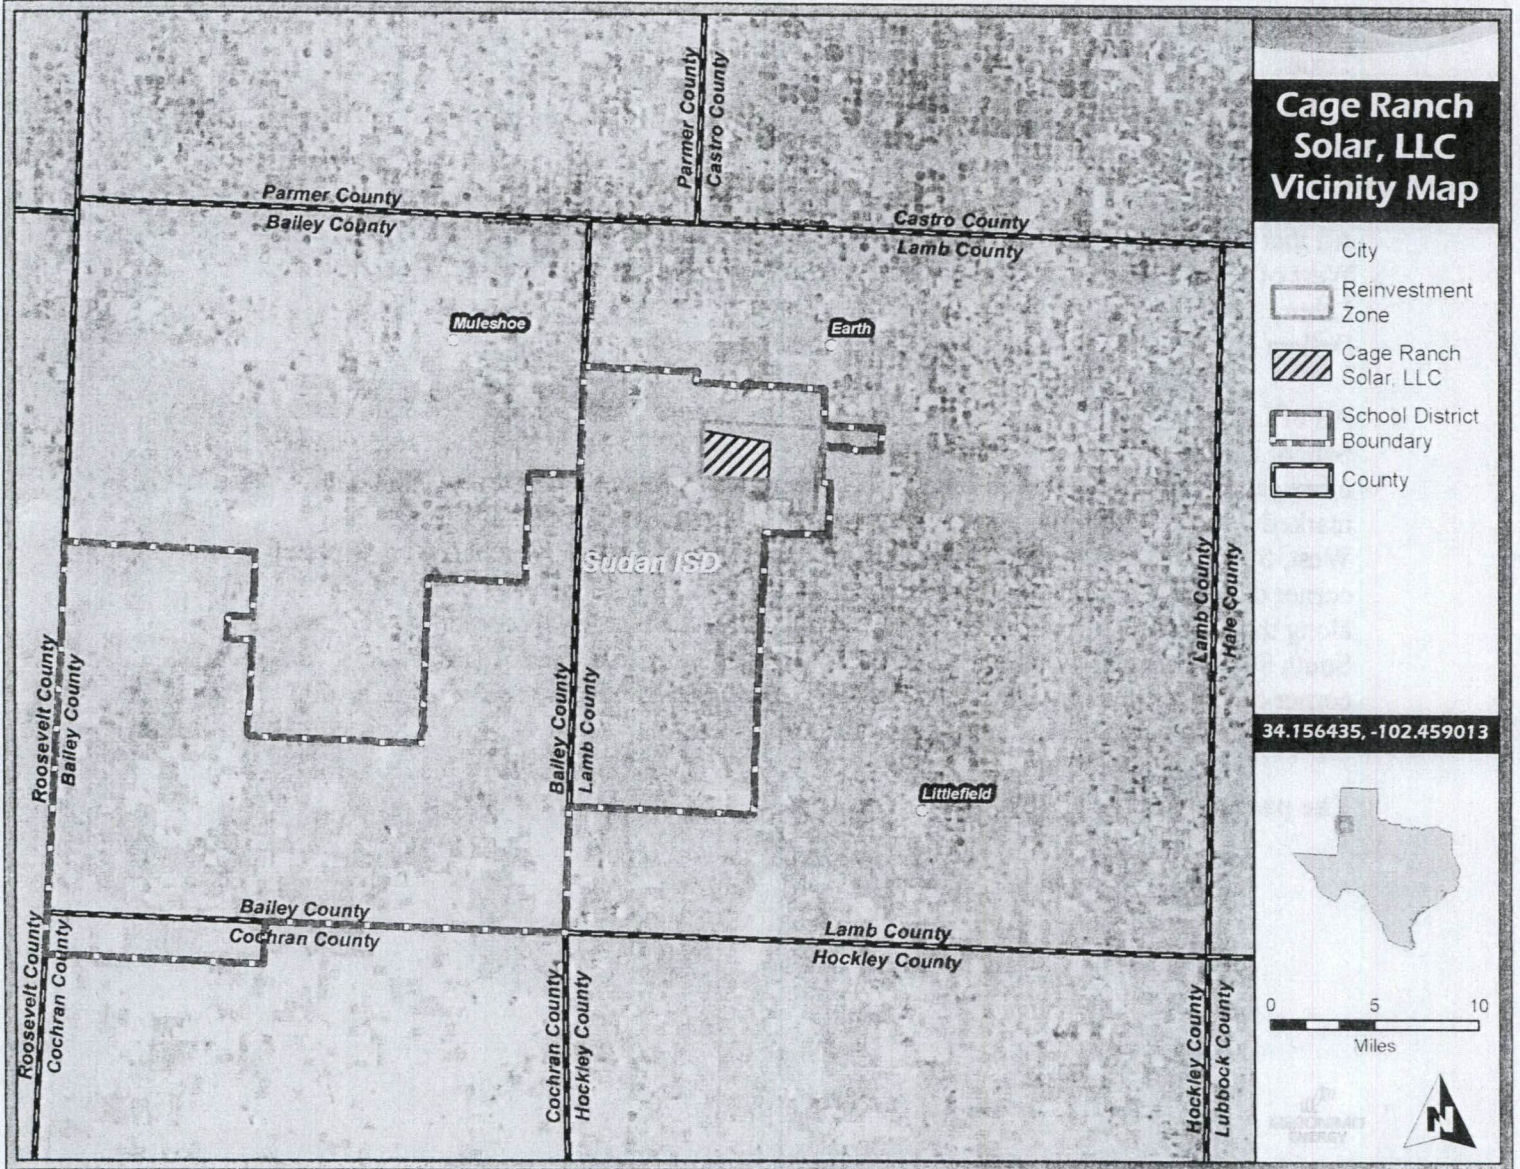 Cage Ranch
Solar, LLC
Vicinity Map
City
Reinvestment
Zone
Cage Ranch
Solar, LLC
School District
Boundary
County
34.156435, -102.459013
0 5 10
Miles
N
Parmer County
Castro County
Parmer County
Bailey County
Castro County
Lamb County
Muleshoe
Earth
Sudan ISD
Lamb County
Hale County
Roosevelt County
Bailey County
Bailey County
Lamb County
Littlefield
Bailey County
Cochran County
Lamb County
Hockley County
Roosevelt County
Cochran County
Cochran County
Hockley County
Hockley County
Lubbock County